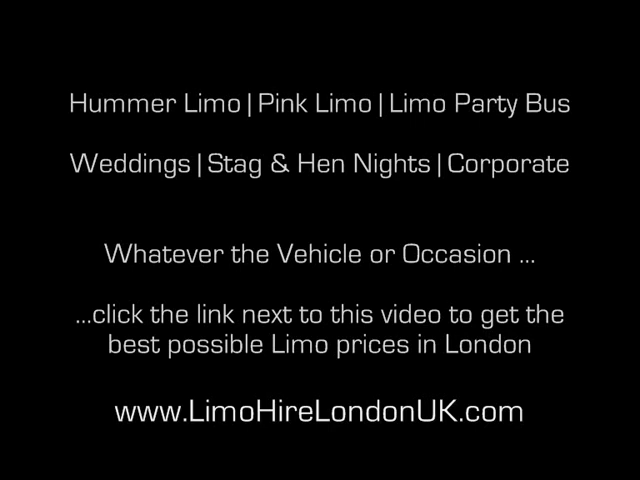 Hummer Limo|Pink Limo|Limo Party Bus
Weddings|Stag & Hen Nights|Corporate
Whatever the Vehicle or Occasion ...
...click the link next to this video to get the
best possible Limo prices in London
www.LimoHireLondonUK.com